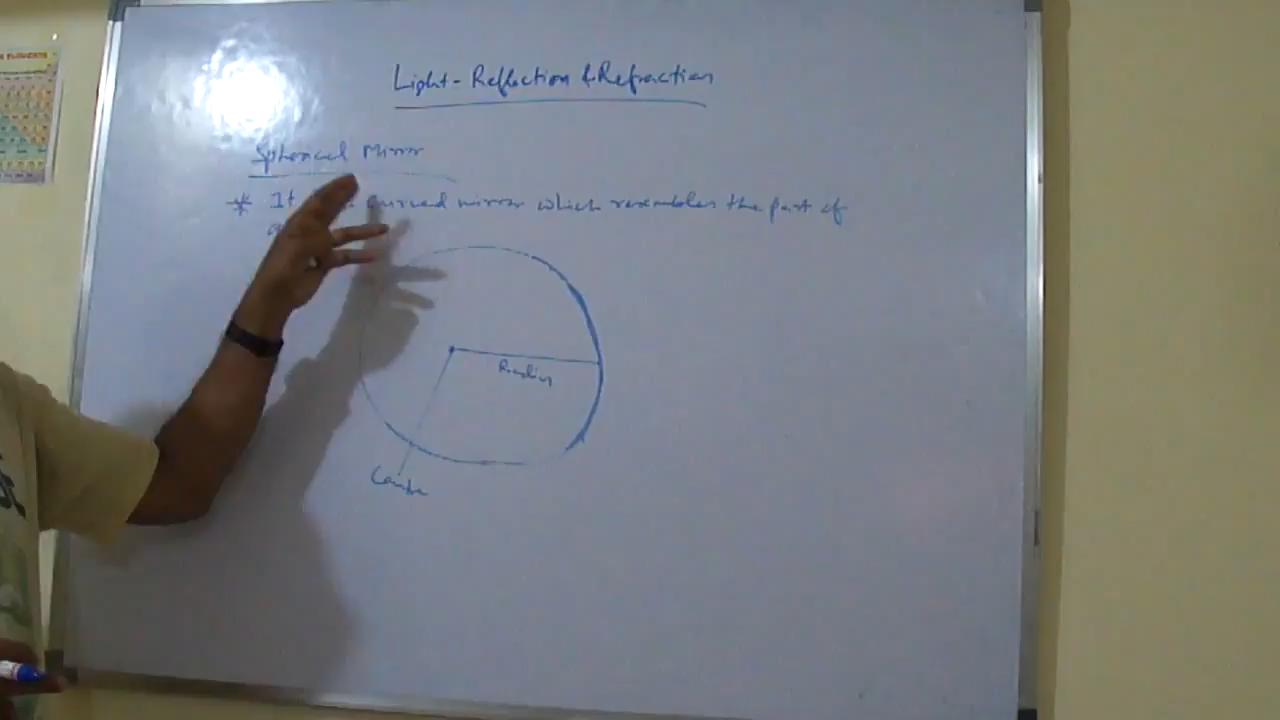 Light - Reflection & Refraction
Spherical Mirror
* It curved mirror which resembles the part of
Radius
Centre